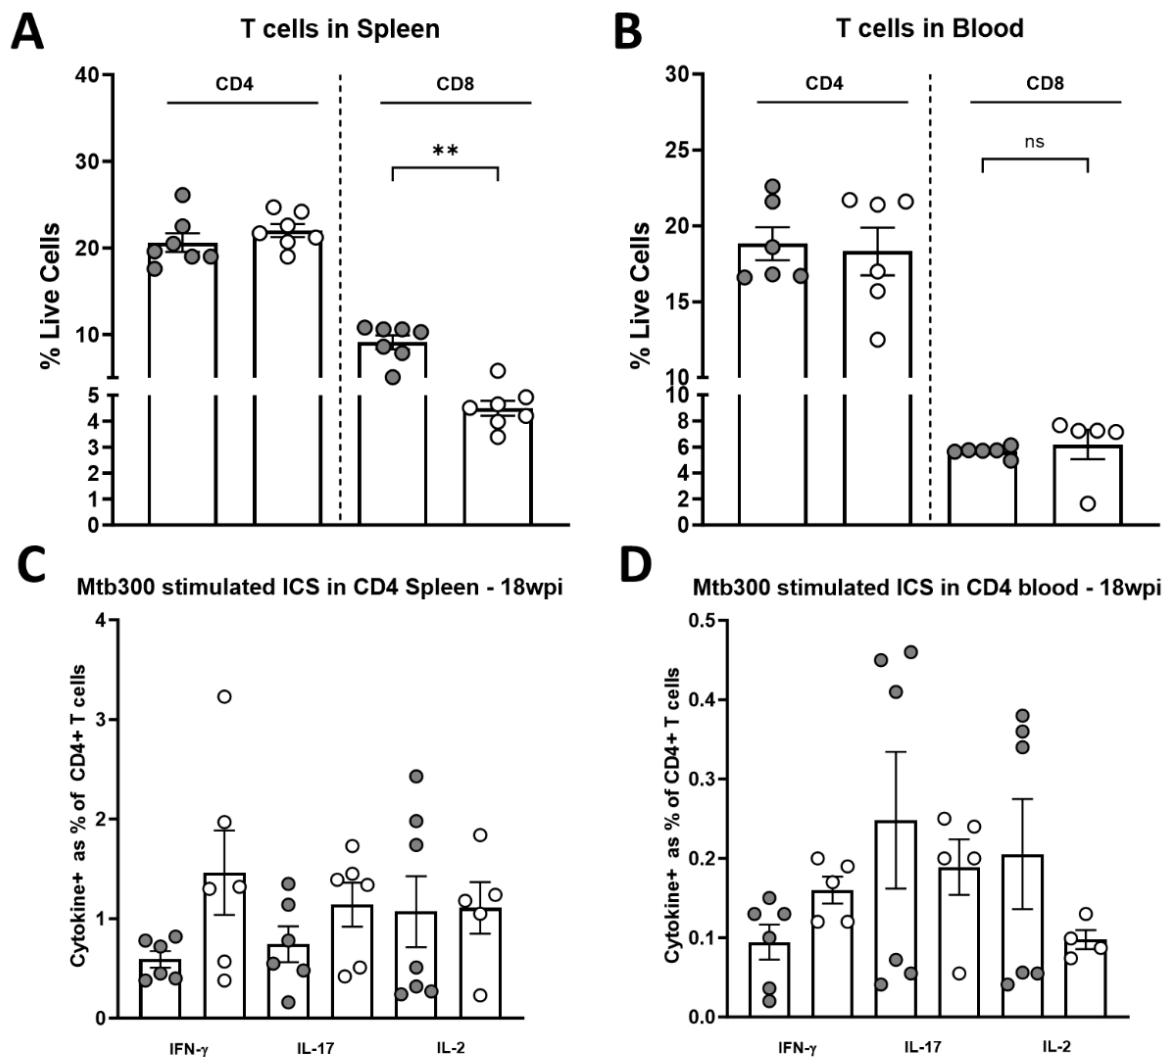 A
T cells in Spleen
% Live Cells
40
30
20
10
5
4
3
2
1
0
CD4
CD8
**
B
T cells in Blood
% Live Cells
30
25
20
15
10
10
8
6
4
2
0
CD4
CD8
ns
C
Mtb300 stimulated ICS in CD4 Spleen - 18wpi
Cytokine+ as % of CD4+ T cells
4
3
2
1
0
IFN-γ
IL-17
IL-2
D
Mtb300 stimulated ICS in CD4 blood - 18wpi
Cytokine+ as % of CD4+ T cells
0.5
0.4
0.3
0.2
0.1
0.0
IFN-γ
IL-17
IL-2